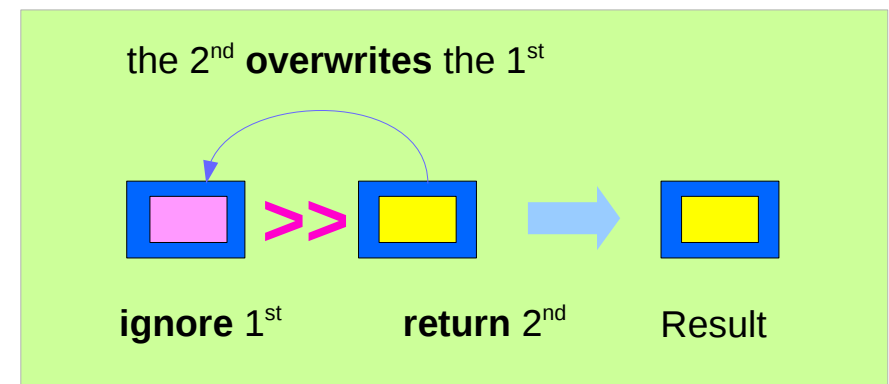 the 2nd overwrites the 1st
>>
ignore 1st return 2nd Result